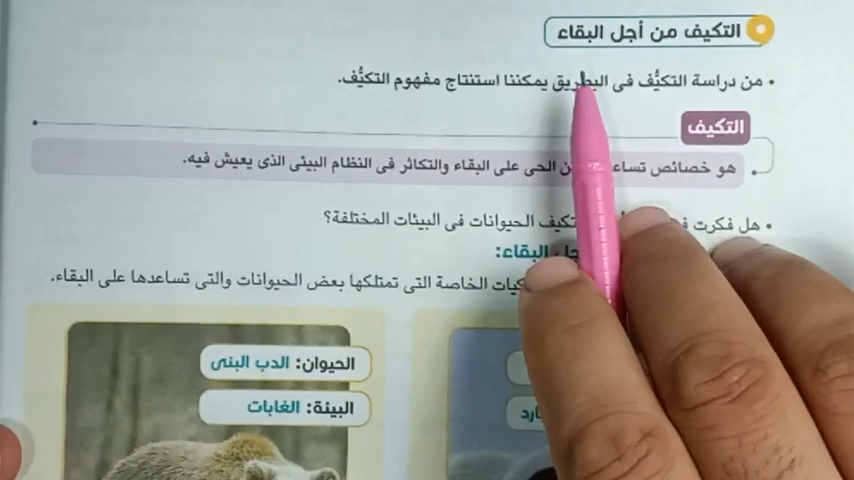 التكيف من أجل البقاء
• من دراسة التكيُّف فى البطريق يمكننا استنتاج مفهوم التكيُّف.
التكيف
هو خصائص تساعد الحى على البقاء والتكاثر فى النظام البيئى الذى يعيش فيه.
• هل فكرت تكيف الحيوانات فى البيئات المختلفة؟
البقاء:
الخاصة التى تمتلكها بعض الحيوانات والتى تساعدها على البقاء.
الحيوان: الدب البنى
البيئة: الغابات